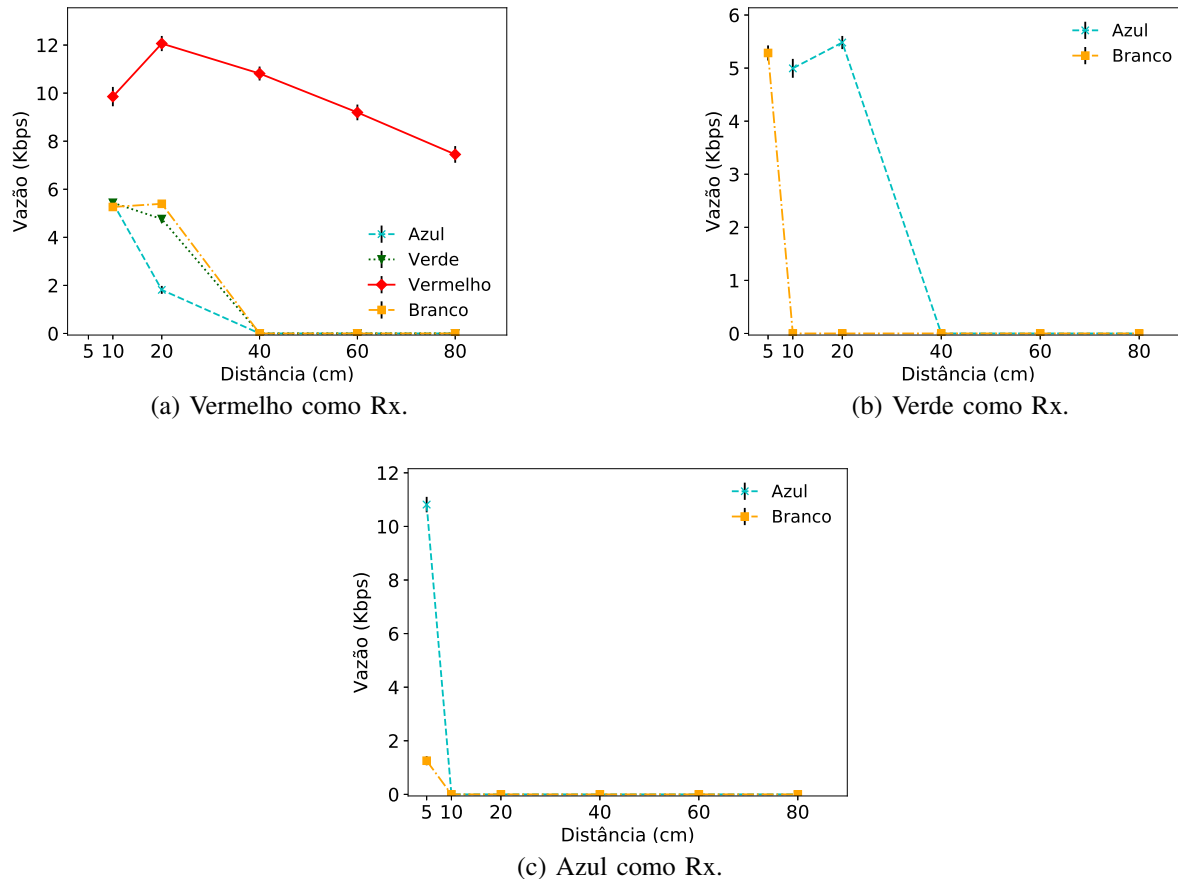 12
10
8
6
4
2
0
Vazão (Kbps)
5 10 20 40 60 80
Distância (cm)
Azul
Verde
Vermelho
Branco
(a) Vermelho como Rx.
6
5
4
3
2
1
0
Vazão (Kbps)
5 10 20 40 60 80
Distância (cm)
Azul
Branco
(b) Verde como Rx.
12
10
8
6
4
2
0
Vazão (Kbps)
5 10 20 40 60 80
Distância (cm)
Azul
Branco
(c) Azul como Rx.